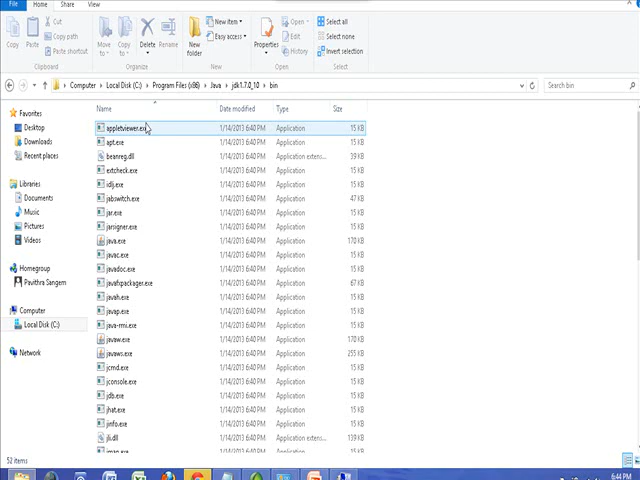 File Home Share View
Copy Paste Cut Copy path Paste shortcut Move to Copy to Delete Rename New folder New item Easy access Properties Open Edit History Select all Select none Invert selection
Clipboard Organize New Open Select
Computer Local Disk (C:) Program Files (x86) Java jdk1.7.0_10 bin Search bin
Name Date modified Type Size
Favorites
Desktop
Downloads
Recent places
Libraries
Documents
Music
Pictures
Videos
Homegroup
Pavithra Sangem
Computer
Local Disk (C:)
Network
appletviewer.exe 1/14/2013 6:40 PM Application 15 KB
apt.exe 1/14/2013 6:40 PM Application 15 KB
beanreg.dll 1/14/2013 6:40 PM Application extens... 39 KB
extcheck.exe 1/14/2013 6:40 PM Application 15 KB
idlj.exe 1/14/2013 6:40 PM Application 15 KB
jabswitch.exe 1/14/2013 6:40 PM Application 47 KB
jar.exe 1/14/2013 6:40 PM Application 15 KB
jarsigner.exe 1/14/2013 6:40 PM Application 15 KB
java.exe 1/14/2013 6:40 PM Application 170 KB
javac.exe 1/14/2013 6:40 PM Application 15 KB
javadoc.exe 1/14/2013 6:40 PM Application 15 KB
javafxpackager.exe 1/14/2013 6:40 PM Application 67 KB
javah.exe 1/14/2013 6:40 PM Application 15 KB
javap.exe 1/14/2013 6:40 PM Application 15 KB
java-rmi.exe 1/14/2013 6:40 PM Application 15 KB
javaw.exe 1/14/2013 6:40 PM Application 170 KB
javaws.exe 1/14/2013 6:40 PM Application 255 KB
jcmd.exe 1/14/2013 6:40 PM Application 15 KB
jconsole.exe 1/14/2013 6:40 PM Application 15 KB
jdb.exe 1/14/2013 6:40 PM Application 15 KB
jhat.exe 1/14/2013 6:40 PM Application 15 KB
jinfo.exe 1/14/2013 6:40 PM Application 15 KB
jli.dll 1/14/2013 6:40 PM Application extens... 139 KB
jmap.exe 1/14/2013 6:40 PM Application 15 KB
52 items
6:44 PM